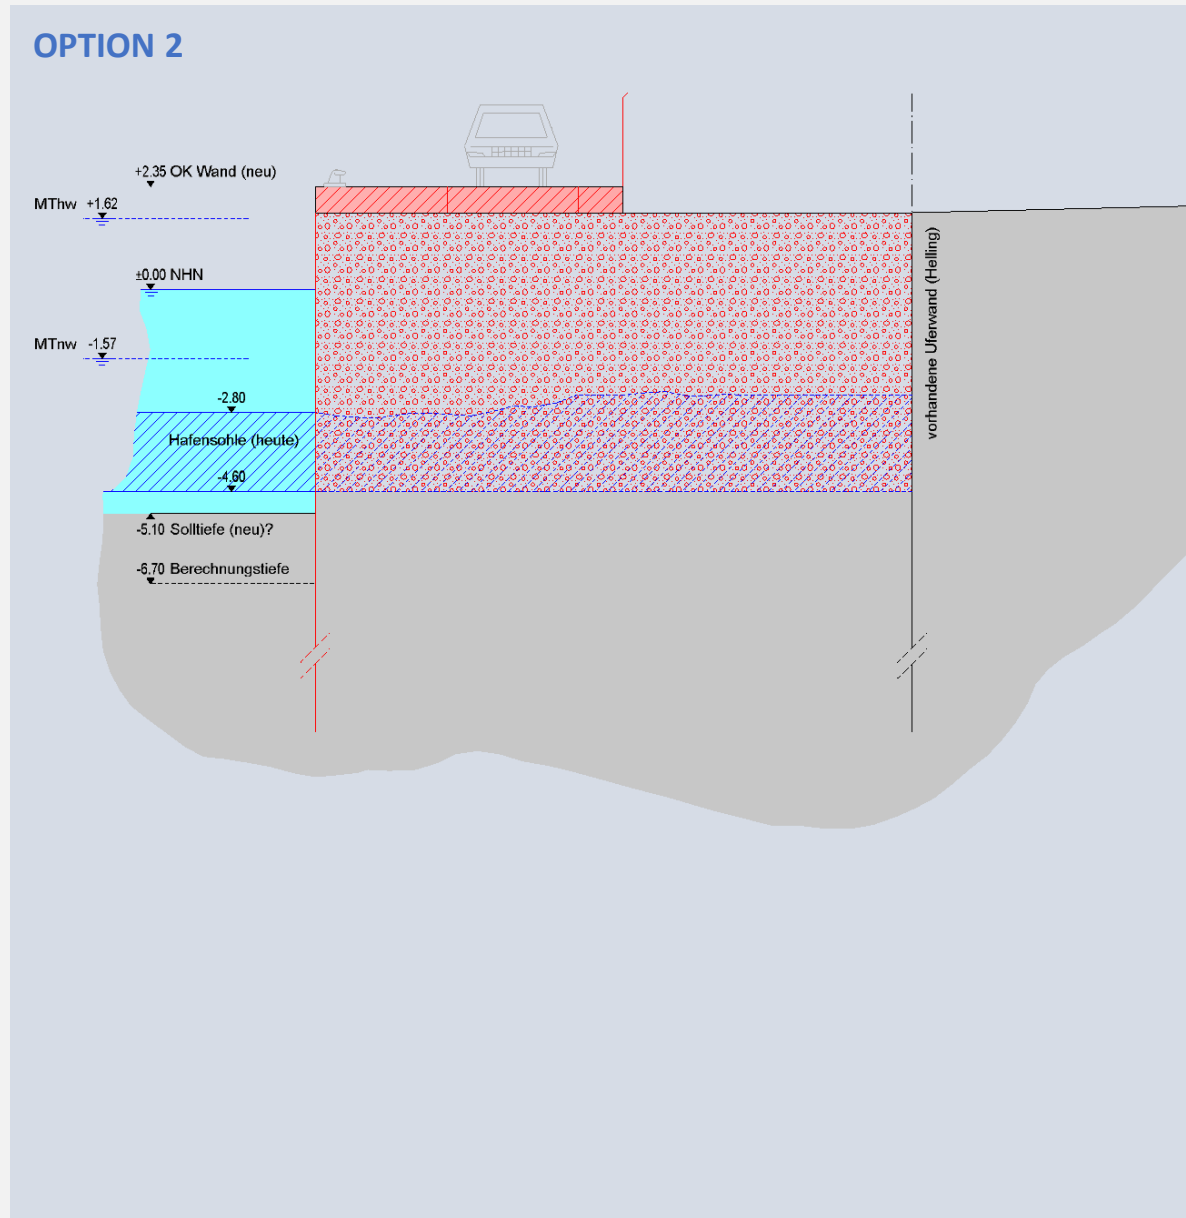 OPTION 2
+2.35 OK Wand (neu)
MThw +1.62
±0.00 NHN
MTnw -1.57
-2.80
Hafensohle (heute)
-4.60
-5.10 Solltiefe (neu)?
-6.70 Berechnungstiefe
vorhandene Uferwand (Helling)